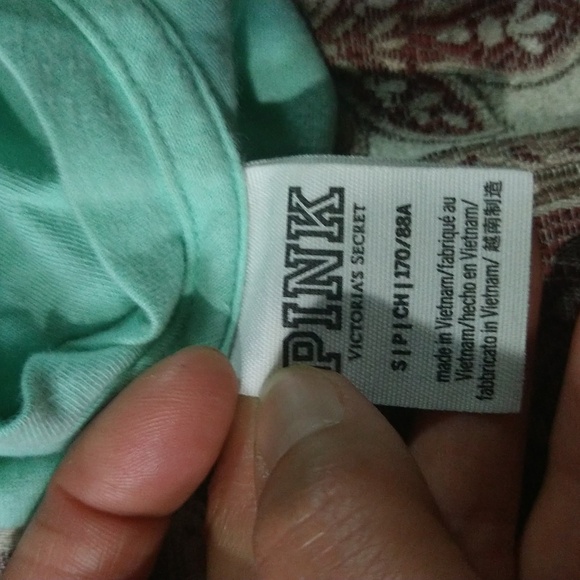 PINK
VICTORIA'S SECRET
S|P|CH|170/88A
made in Vietnam/fabriqué au
Vietnam/hecho en Vietnam/
fabbricato in Vietnam/ 越南制造